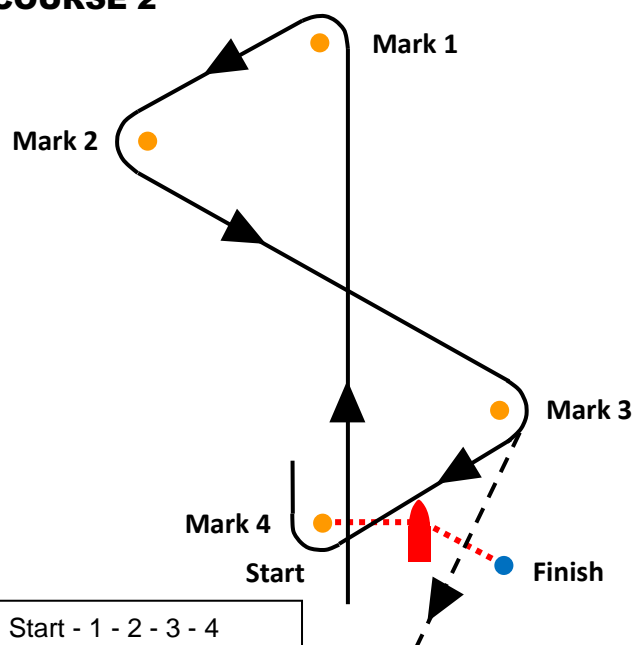 COURSE 2
Mark 1
Mark 2
Mark 3
Mark 4
Start
Finish
Start - 1 - 2 - 3 - 4